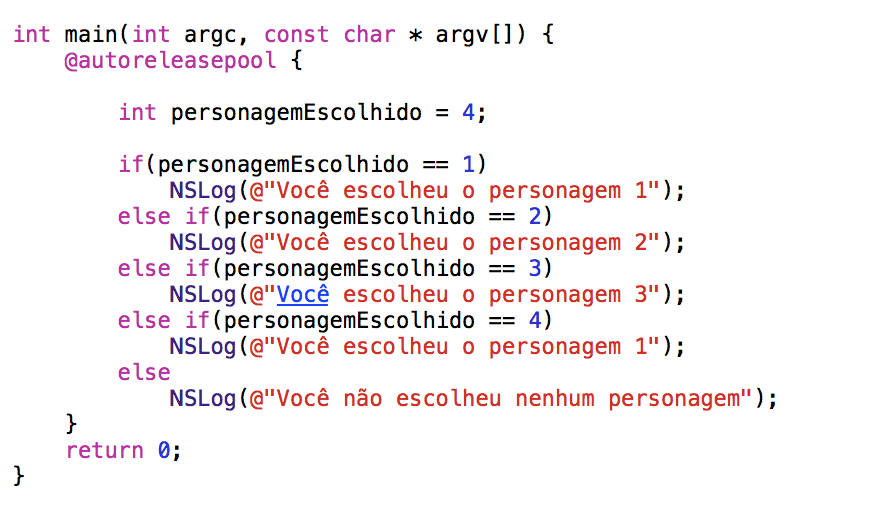 int main(int argc, const char * argv[]) {
@autoreleasepool {
int personagemEscolhido = 4;
if(personagemEscolhido == 1)
NSLog(@"Você escolheu o personagem 1");
else if(personagemEscolhido == 2)
NSLog(@"Você escolheu o personagem 2");
else if(personagemEscolhido == 3)
NSLog(@"Você escolheu o personagem 3");
else if(personagemEscolhido == 4)
NSLog(@"Você escolheu o personagem 1");
else
NSLog(@"Você não escolheu nenhum personagem");
}
return 0;
}